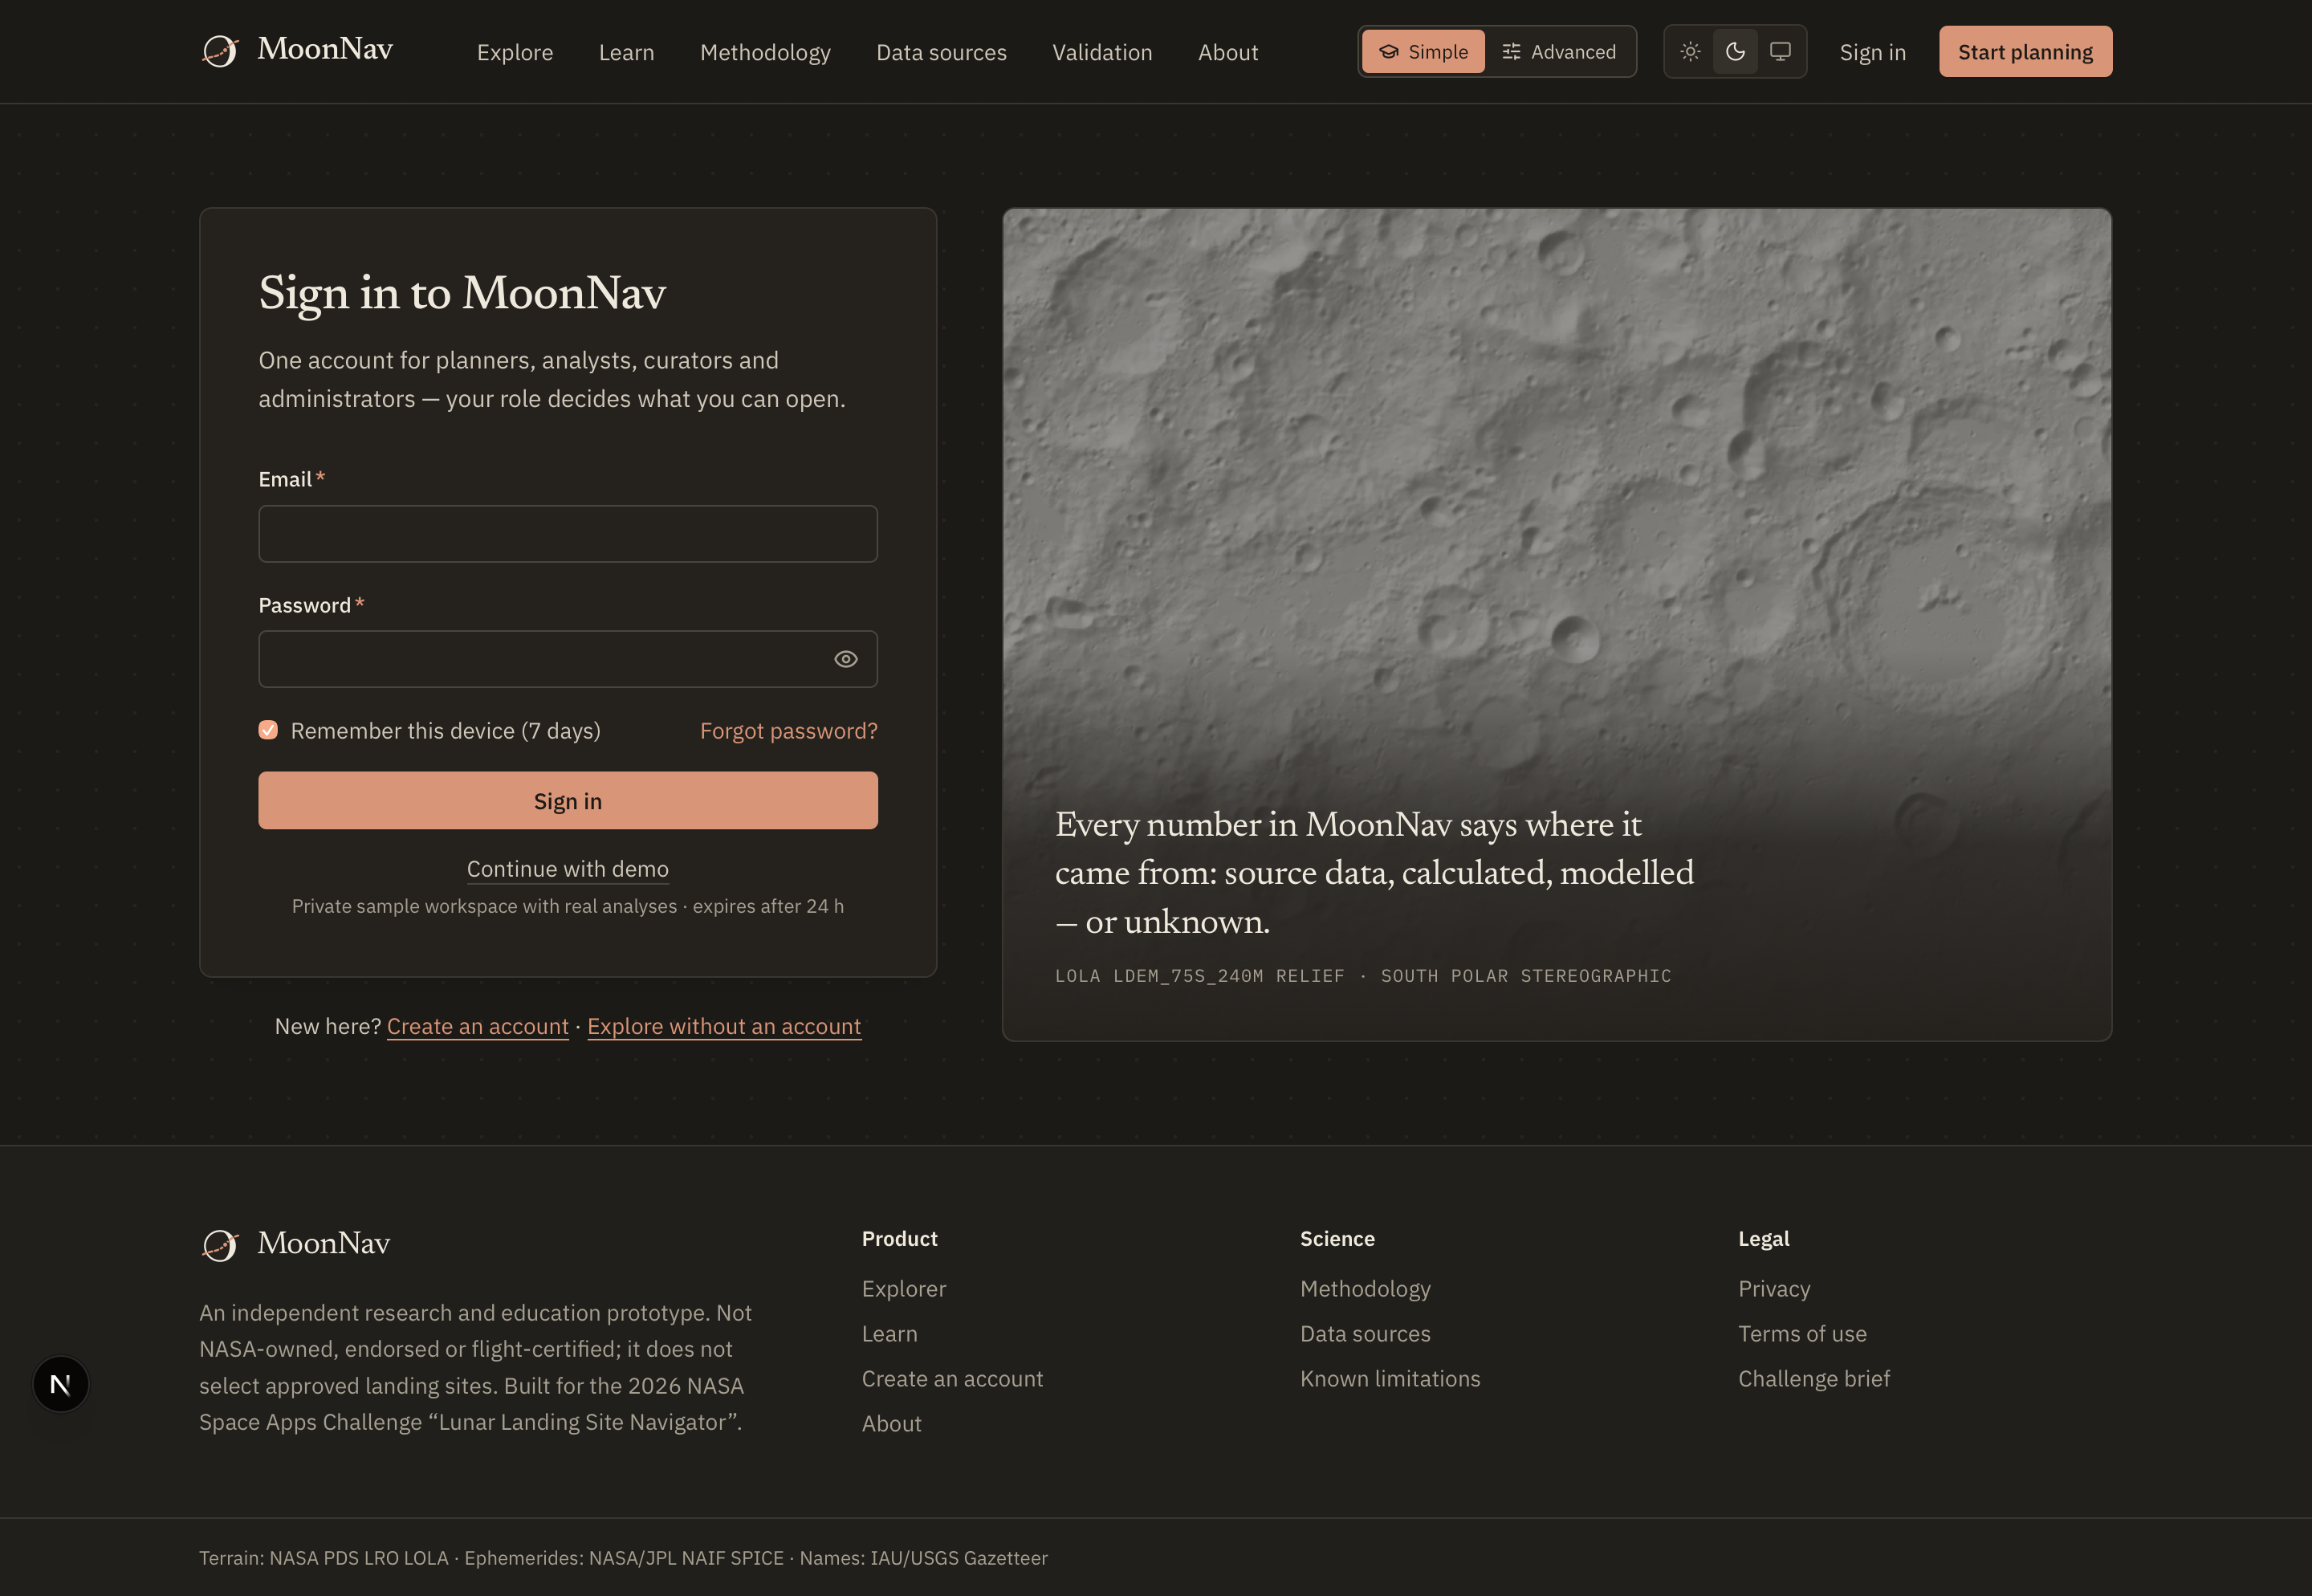 MoonNav
Explore
Learn
Methodology
Data sources
Validation
About
Simple
Advanced
Sign in
Start planning
Sign in to MoonNav
One account for planners, analysts, curators and
administrators — your role decides what you can open.
Email *
Password *
Remember this device (7 days)
Forgot password?
Sign in
Continue with demo
Private sample workspace with real analyses · expires after 24 h
New here? Create an account · Explore without an account
Every number in MoonNav says where it
came from: source data, calculated, modelled
— or unknown.
LOLA LDEM_75S_240M RELIEF · SOUTH POLAR STEREOGRAPHIC
MoonNav
An independent research and education prototype. Not
NASA-owned, endorsed or flight-certified; it does not
select approved landing sites. Built for the 2026 NASA
Space Apps Challenge “Lunar Landing Site Navigator”.
Product
Explorer
Learn
Create an account
About
Science
Methodology
Data sources
Known limitations
Legal
Privacy
Terms of use
Challenge brief
N
Terrain: NASA PDS LRO LOLA · Ephemerides: NASA/JPL NAIF SPICE · Names: IAU/USGS Gazetteer